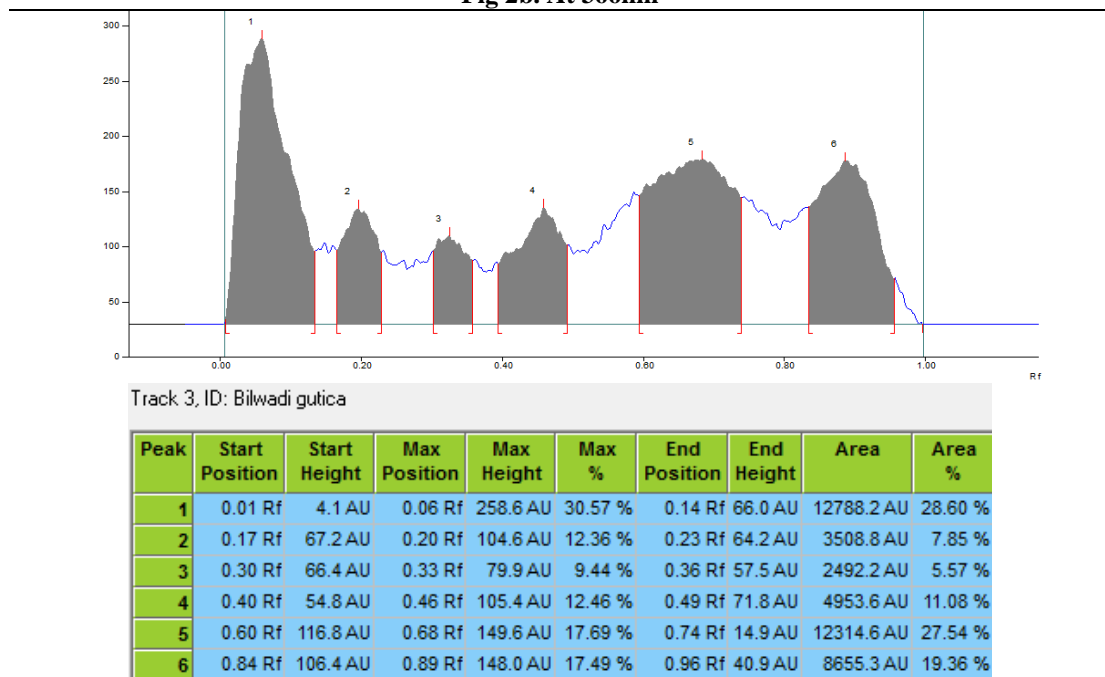 Fig 2b. At 366nm
300
250
200
150
100
50
0
1
2
3
4
5
6
0.00 0.20 0.40 0.60 0.80 1.00
Rf
Track 3, ID: Bilwadi gutica
Peak Start Position Start Height Max Position Max Height Max % End Position End Height Area Area %
1 0.01 Rf 4.1 AU 0.06 Rf 258.6 AU 30.57 % 0.14 Rf 66.0 AU 12788.2 AU 28.60 %
2 0.17 Rf 67.2 AU 0.20 Rf 104.6 AU 12.36 % 0.23 Rf 64.2 AU 3508.8 AU 7.85 %
3 0.30 Rf 66.4 AU 0.33 Rf 79.9 AU 9.44 % 0.36 Rf 57.5 AU 2492.2 AU 5.57 %
4 0.40 Rf 54.8 AU 0.46 Rf 105.4 AU 12.46 % 0.49 Rf 71.8 AU 4953.6 AU 11.08 %
5 0.60 Rf 116.8 AU 0.68 Rf 149.6 AU 17.69 % 0.74 Rf 14.9 AU 12314.6 AU 27.54 %
6 0.84 Rf 106.4 AU 0.89 Rf 148.0 AU 17.49 % 0.96 Rf 40.9 AU 8655.3 AU 19.36 %